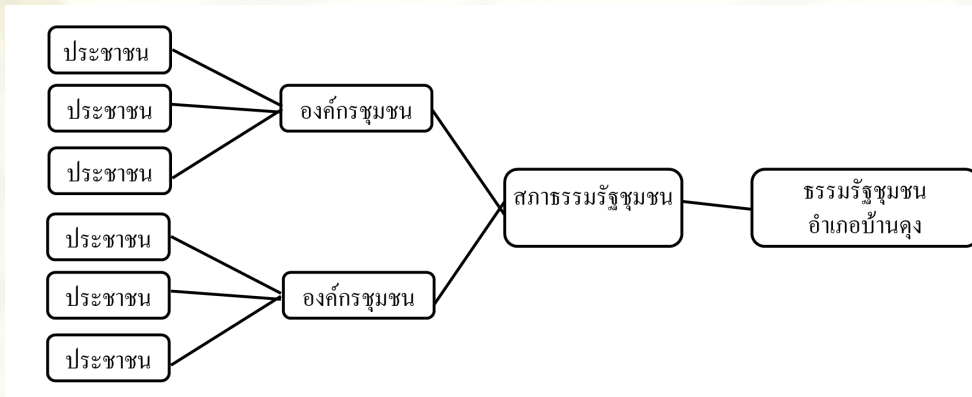 ประชาชน
ประชาชน
ประชาชน
องค์กรชุมชน
ประชาชน
ประชาชน
ประชาชน
องค์กรชุมชน
สภาธรรมรัฐชุมชน
ธรรมรัฐชุมชน
อำเภอบ้านดุง